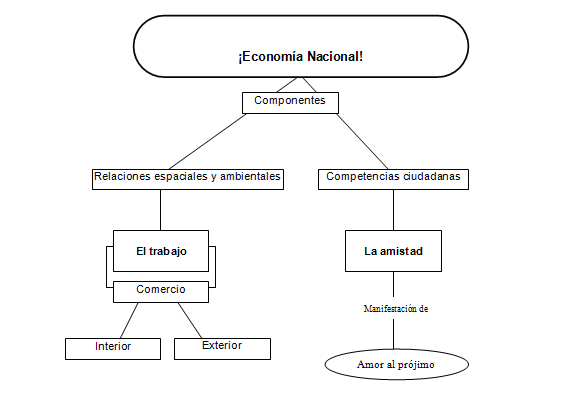 ¡Economía Nacional!
Componentes
Relaciones espaciales y ambientales
Competencias ciudadanas
El trabajo
La amistad
Comercio
Manifestación de
Interior
Exterior
Amor al prójimo